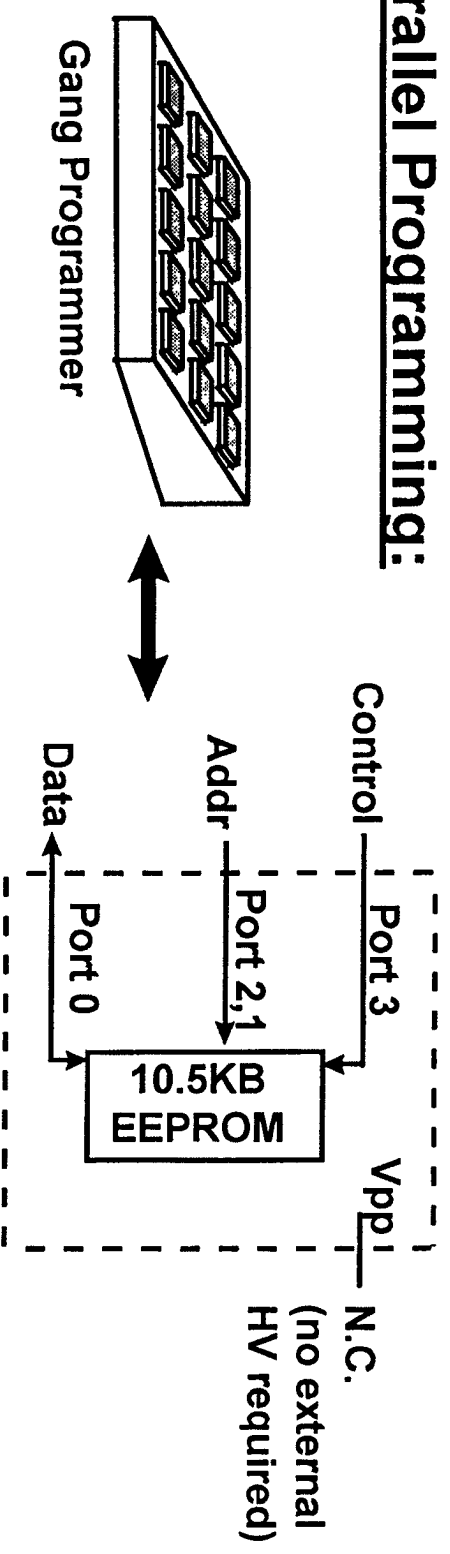 rallel Programming:
Gang Programmer
Control
Addr
Data
Port 3
Port 2,1
Port 0
10.5KB
EEPROM
Vpp
N.C.
(no external
HV required)